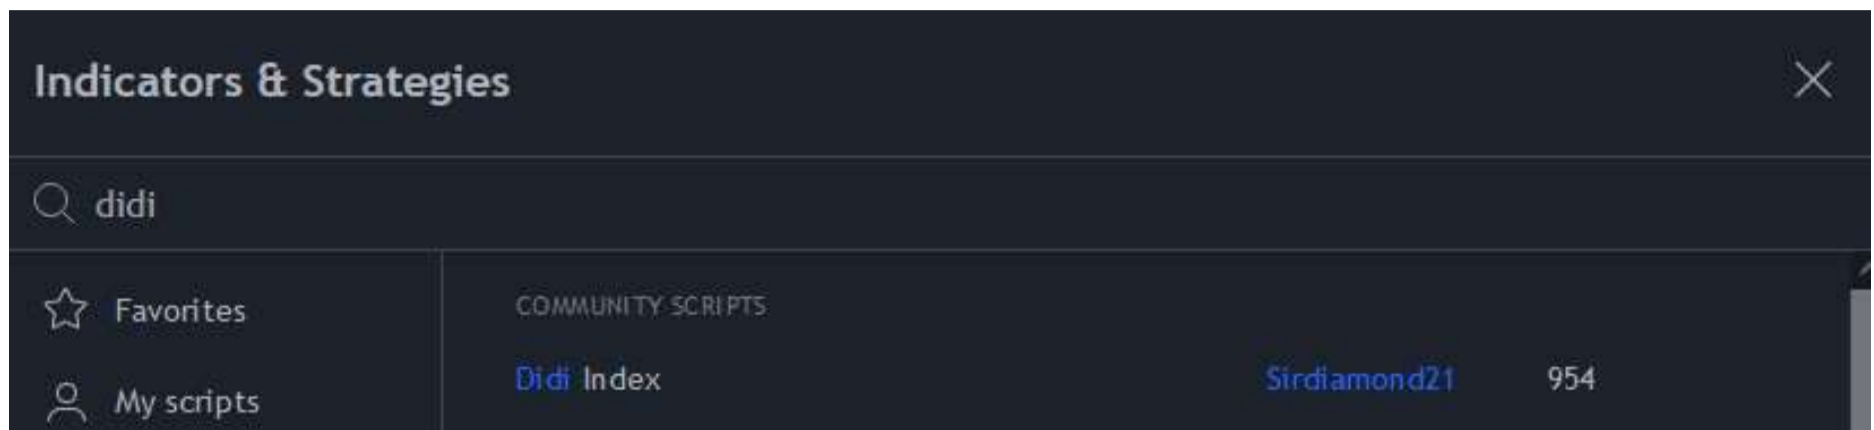 Indicators & Strategies
didi
Favorites
My scripts
COMMUNITY SCRIPTS
Didi Index Sirdiamond21 954